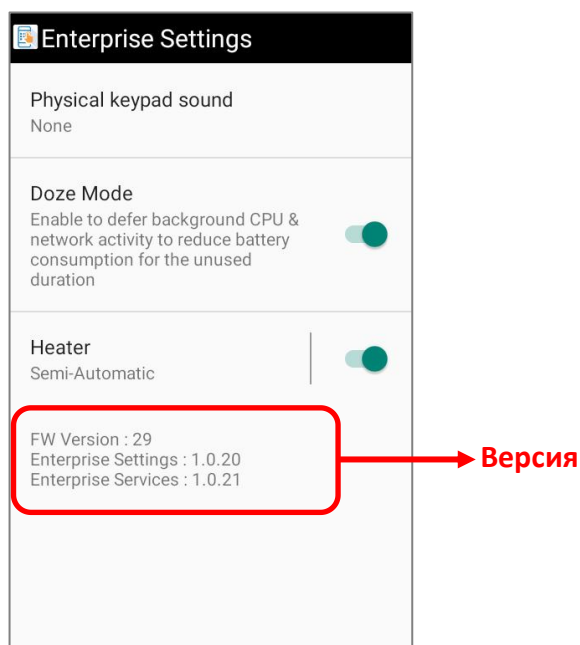 Enterprise Settings
Physical keypad sound
None
Doze Mode
Enable to defer background CPU &
network activity to reduce battery
consumption for the unused
duration
Heater
Semi-Automatic
FW Version : 29
Enterprise Settings : 1.0.20
Enterprise Services : 1.0.21
Версия